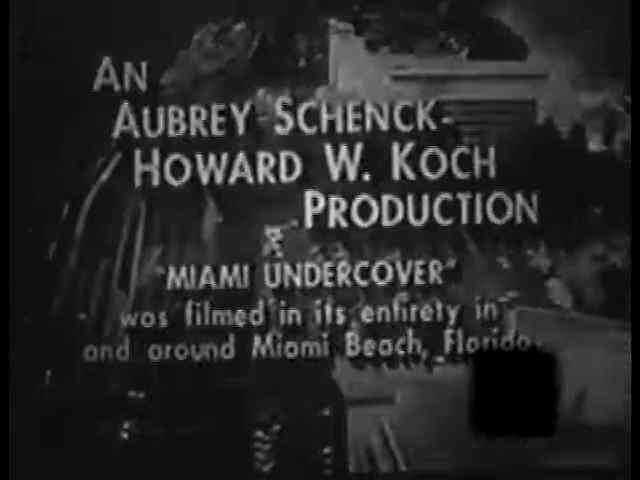 AN
AUBREY SCHENCK-
HOWARD W. KOCH
PRODUCTION
"MIAMI UNDERCOVER"
was filmed in its entirety in
and around Miami Beach, Florida.